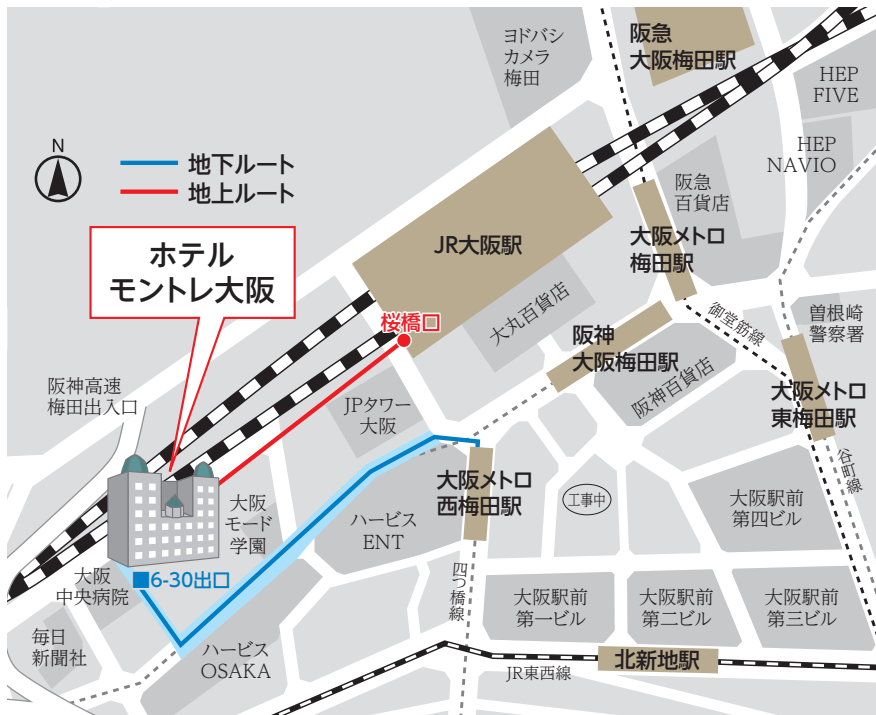 ヨドバシ
カメラ
梅田
阪急
大阪梅田駅
HEP
FIVE
HEP
NAVIO
N
地下ルート
地上ルート
阪急
百貨店
ホテル
モントレ大阪
JR大阪駅
大阪メトロ
梅田駅
桜橋口
大丸百貨店
御堂筋線
曽根崎
警察署
阪神
大阪梅田駅
阪神百貨店
阪神高速
梅田出入口
JPタワー
大阪
大阪メトロ
東梅田駅
谷町線
大阪メトロ
西梅田駅
工事中
大阪駅前
第四ビル
大阪
モード
学園
ハービス
ENT
6-30出口
大阪
中央病院
四つ橋線
大阪駅前
第一ビル
大阪駅前
第二ビル
大阪駅前
第三ビル
毎日
新聞社
ハービス
OSAKA
JR東西線
北新地駅